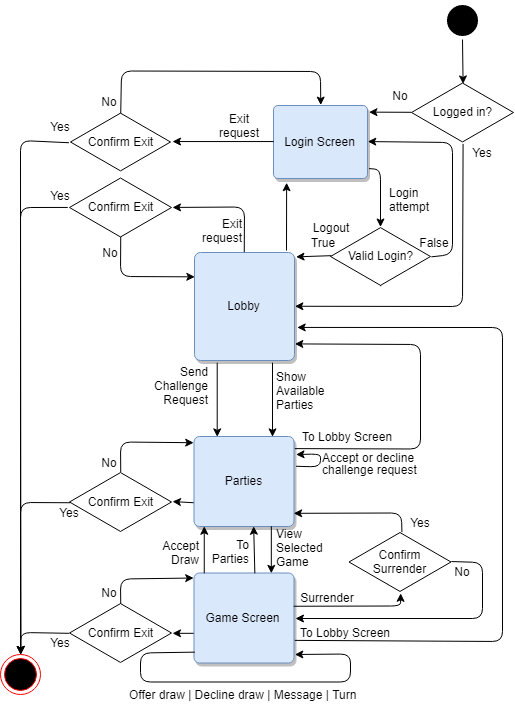 No
Logged in?
No
Yes
Exit
request
Confirm Exit
Login Screen
Yes
Yes
Login
attempt
Confirm Exit
Exit
request
Logout
True
Valid Login?
False
No
Lobby
Send
Challenge
Request
Show
Available
Parties
To Lobby Screen
Accept or decline
challenge request
No
Parties
Confirm Exit
Yes
Accept
Draw
To
Parties
View
Selected
Game
Yes
Confirm
Surrender
No
No
Surrender
Game Screen
Confirm Exit
To Lobby Screen
Yes
Offer draw | Decline draw | Message | Turn